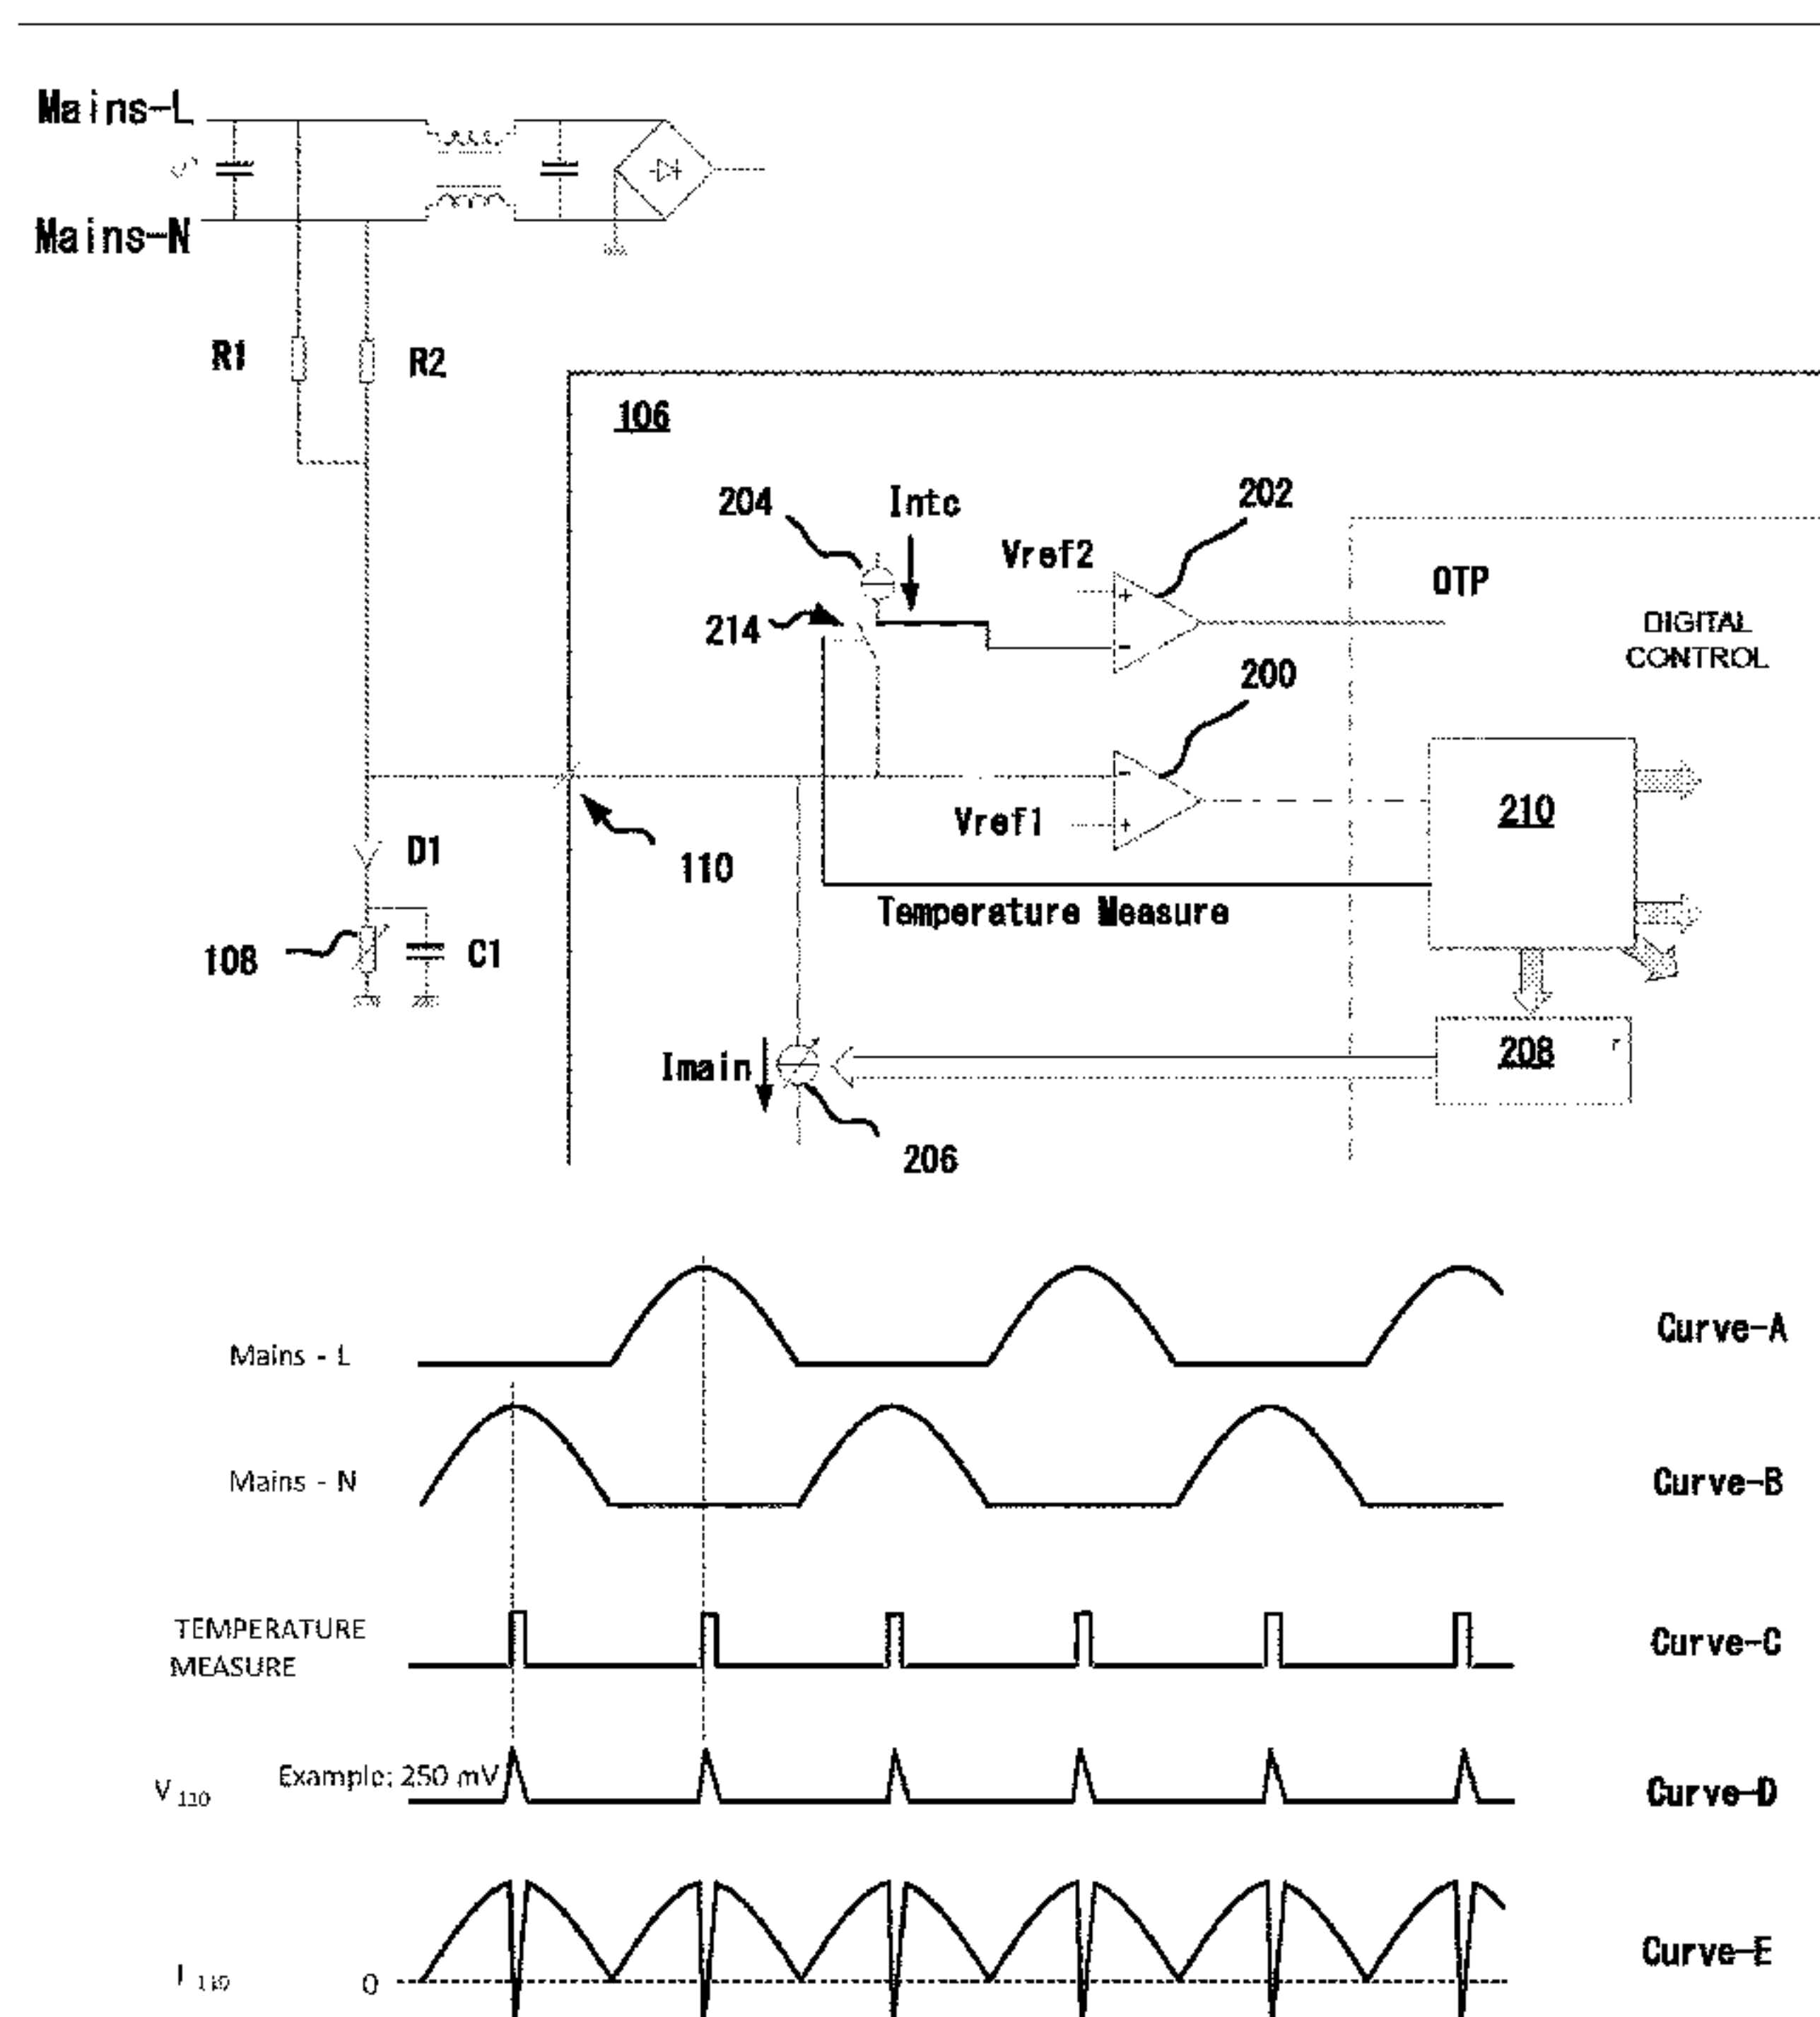 Mains-L
Mains-N
R1
R2
106
204
Intc
202
Vref2
OTP
214
DIGITAL
CONTROL
+
-
200
-
+
Vref1
210
D1
110
Temperature Measure
108
C1
208
Imain
206
Mains - L
Curve-A
Mains - N
Curve-B
TEMPERATURE
MEASURE
Curve-C
V 110
Example: 250 mV
Curve-D
I 110
0
Curve-E